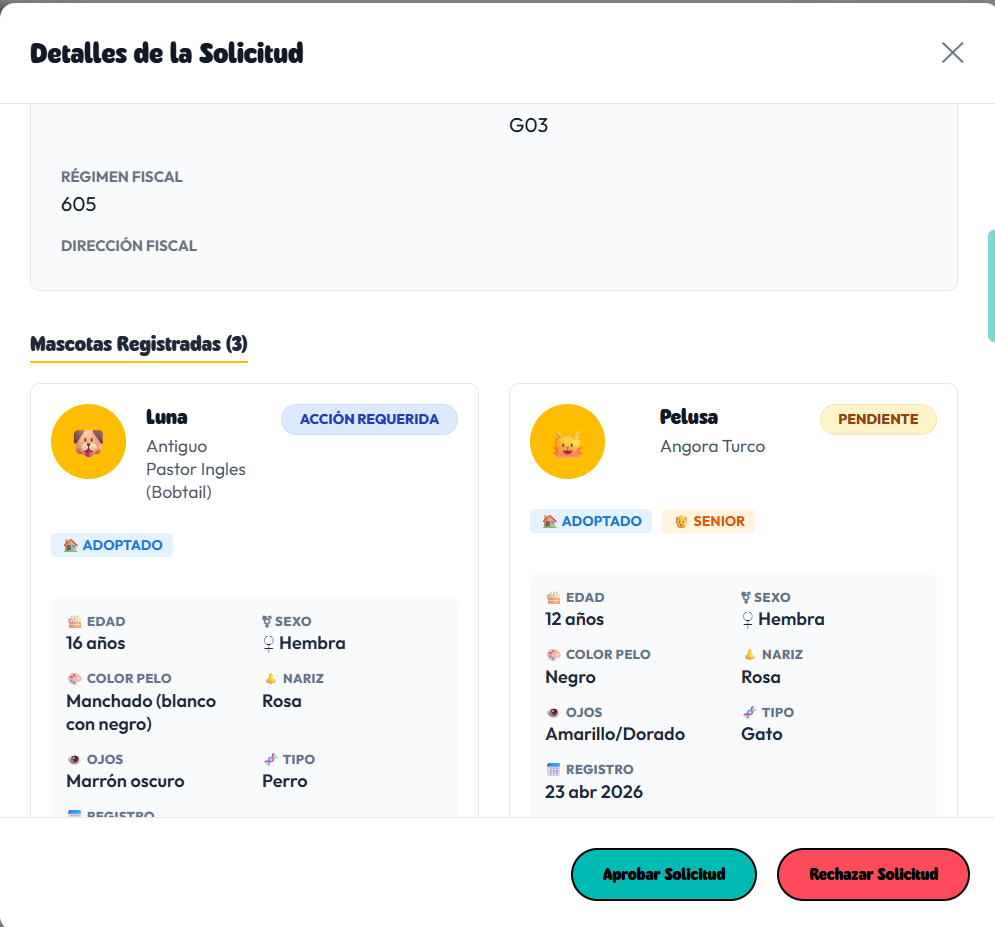 Detalles de la Solicitud
G03
RÉGIMEN FISCAL
605
DIRECCIÓN FISCAL
Mascotas Registradas (3)
Luna
ACCIÓN REQUERIDA
Antiguo
Pastor Ingles
(Bobtail)
ADOPTADO
EDAD
16 años
SEXO
♀ Hembra
COLOR PELO
Manchado (blanco
con negro)
NARIZ
Rosa
OJOS
Marrón oscuro
TIPO
Perro
REGISTRO
Pelusa
PENDIENTE
Angora Turco
ADOPTADO
SENIOR
EDAD
12 años
SEXO
♀ Hembra
COLOR PELO
Negro
NARIZ
Rosa
OJOS
Amarillo/Dorado
TIPO
Gato
REGISTRO
23 abr 2026
Aprobar Solicitud
Rechazar Solicitud